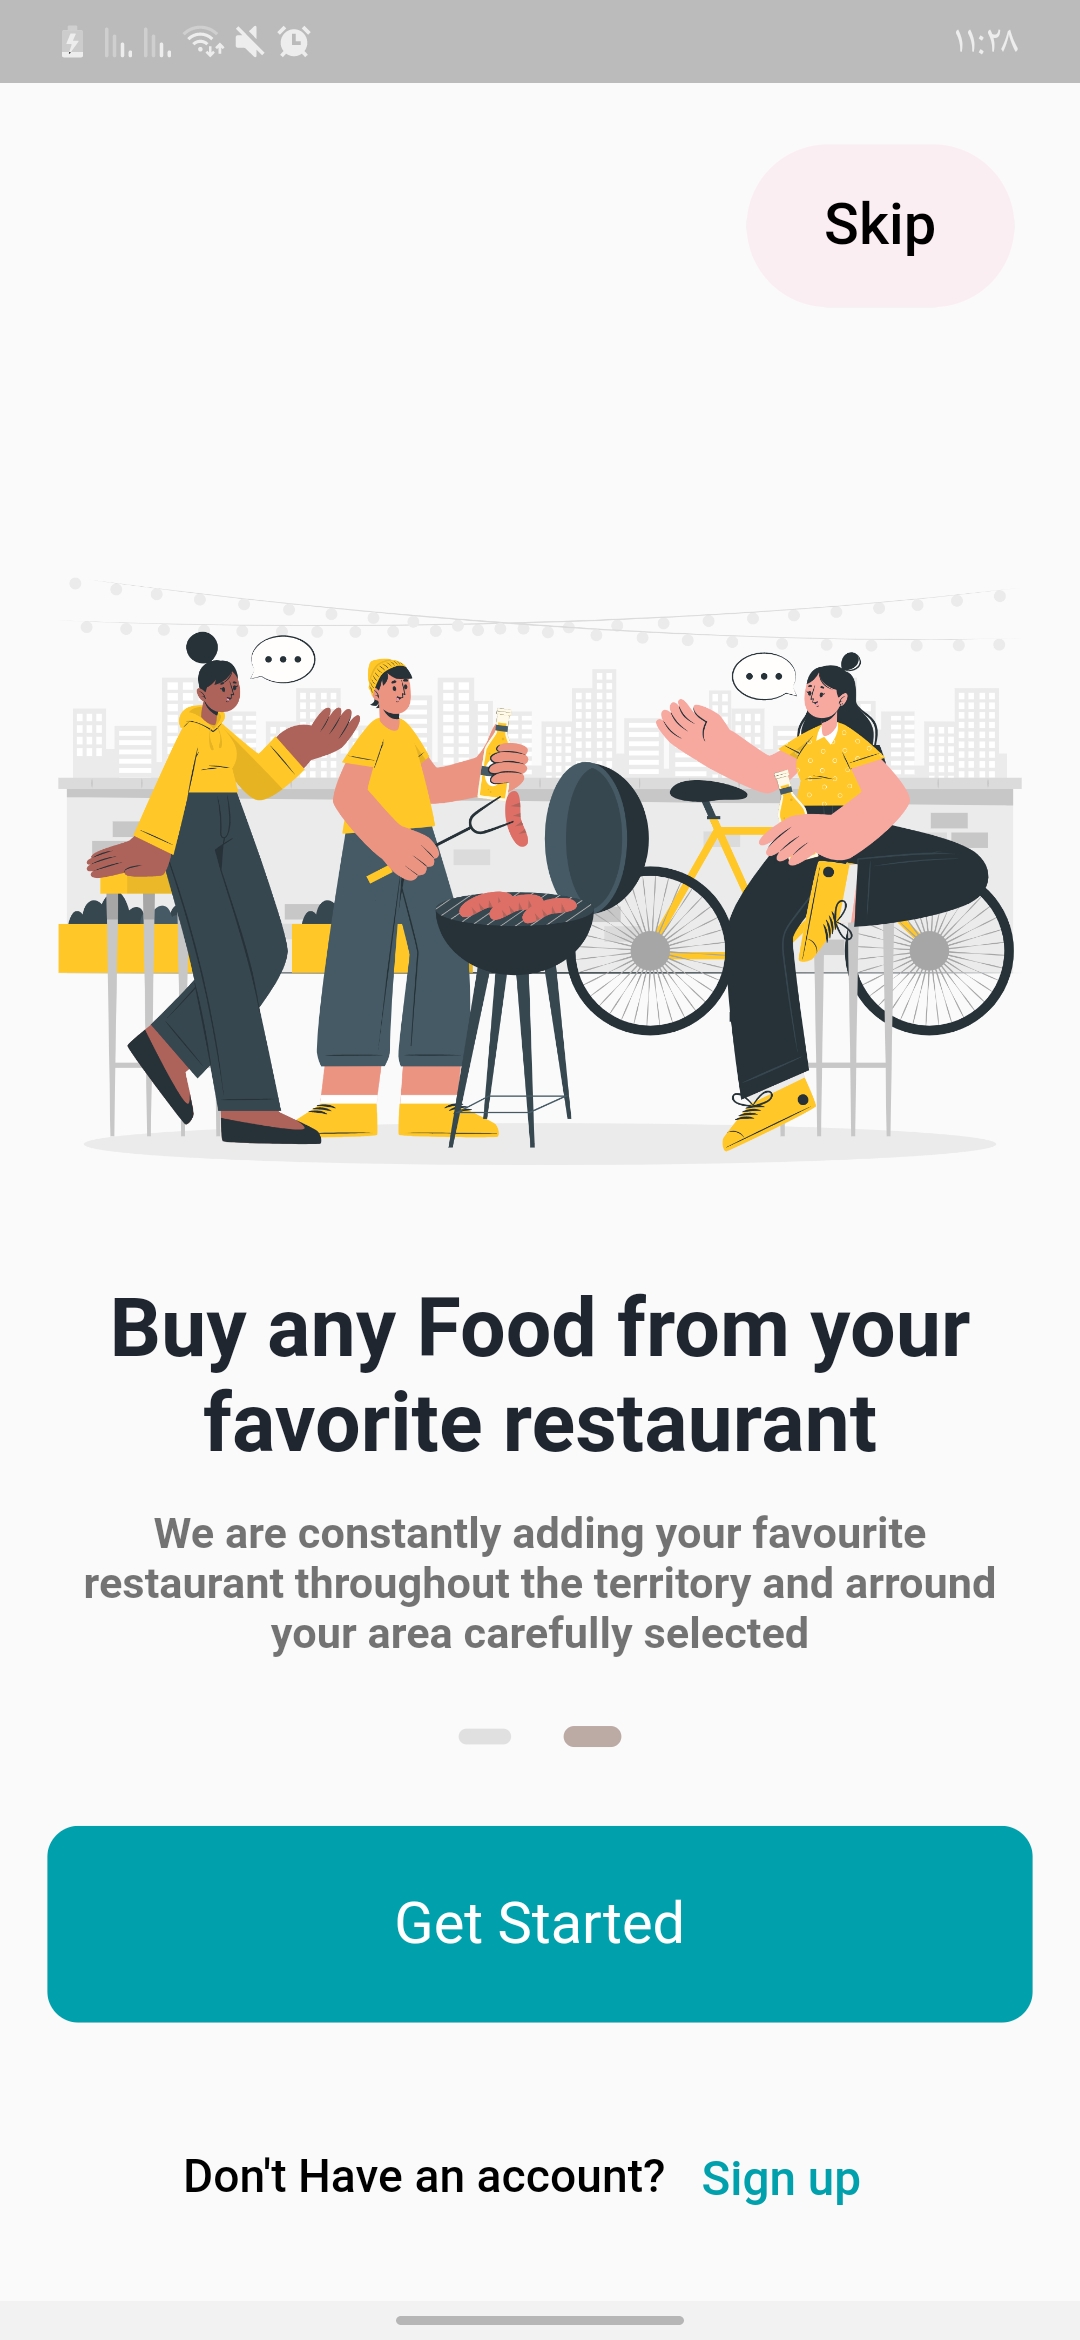 ١١:٢٨
Skip
Buy any Food from your
favorite restaurant
We are constantly adding your favourite
restaurant throughout the territory and arround
your area carefully selected
Get Started
Don't Have an account? Sign up